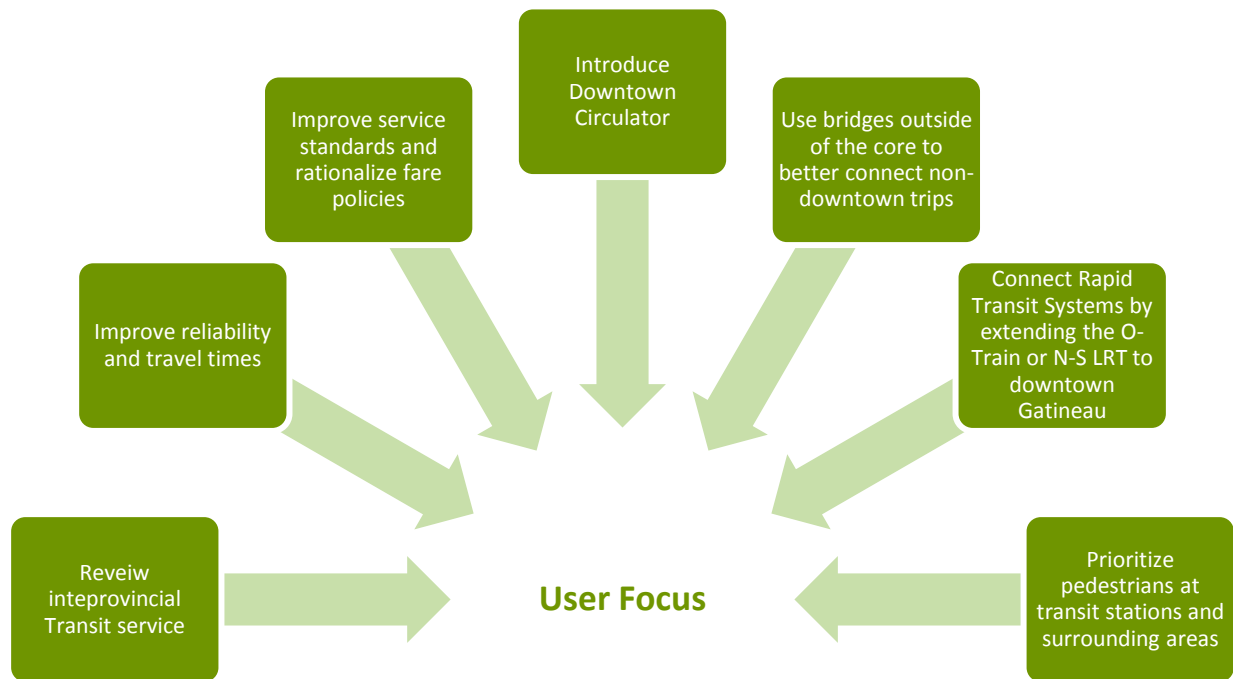 Introduce
Downtown
Circulator
Improve service
standards and
rationalize fare
policies
Use bridges outside
of the core to
better connect non-
downtown trips
Improve reliability
and travel times
Connect Rapid
Transit Systems by
extending the O-
Train or N-S LRT to
downtown
Gatineau
Reveiw
inteprovincial
Transit service
User Focus
Prioritize
pedestrians at
transit stations and
surrounding areas